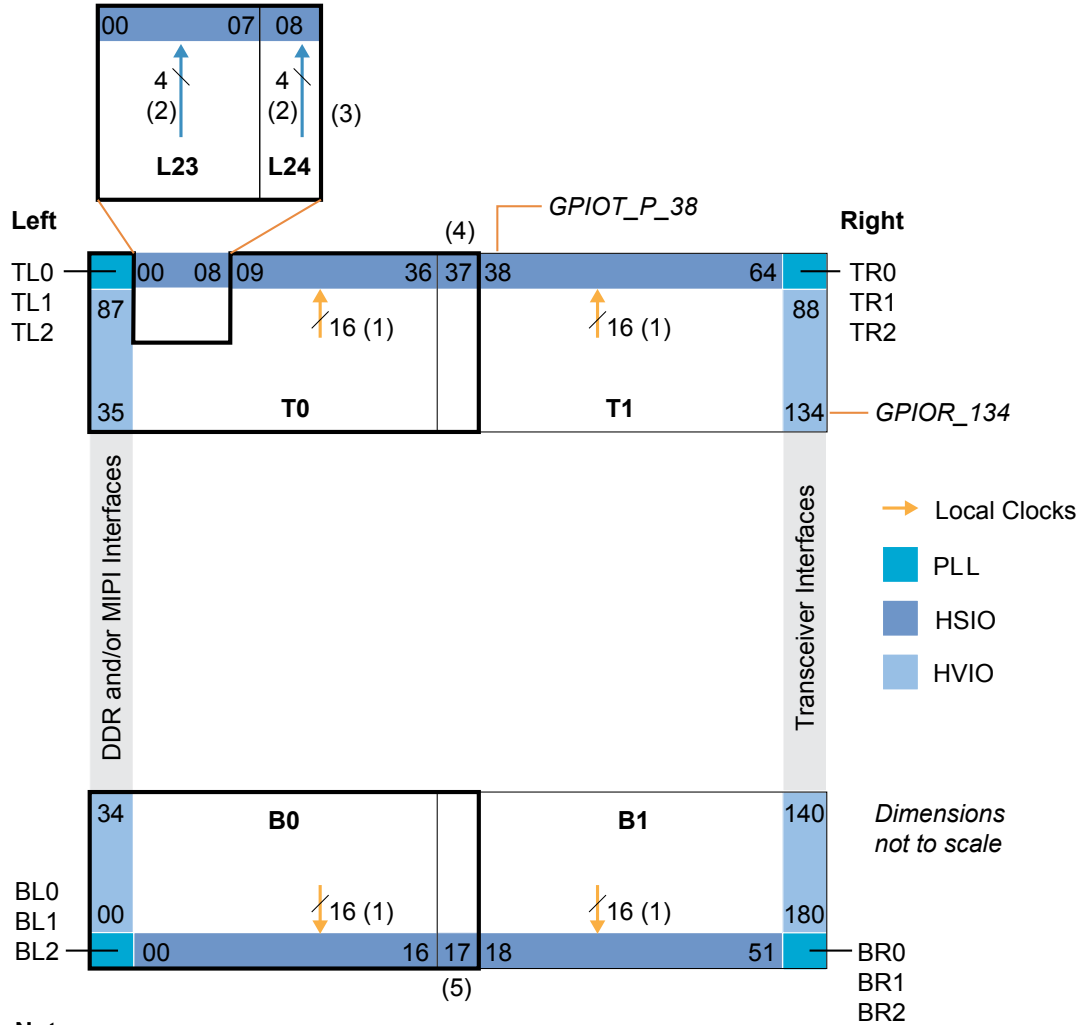 00 07 08
4 4
(2) (2) (3)
L23 L24
Left GPIOT_P_38 Right
(4)
TL0 00 08 09 36 37 38 64 TR0
TL1 87 16 (1) 16 (1) 88 TR1
TL2 TR2
35 T0 T1 134 GPIOR_134
DDR and/or MIPI Interfaces
Transceiver Interfaces
Local Clocks
PLL
HSIO
HVIO
34 B0 B1 140 Dimensions
not to scale
BL0
BL1 00 16 (1) 16 (1) 180
BL2 00 16 17 18 51 BR0
(5) BR1
BR2